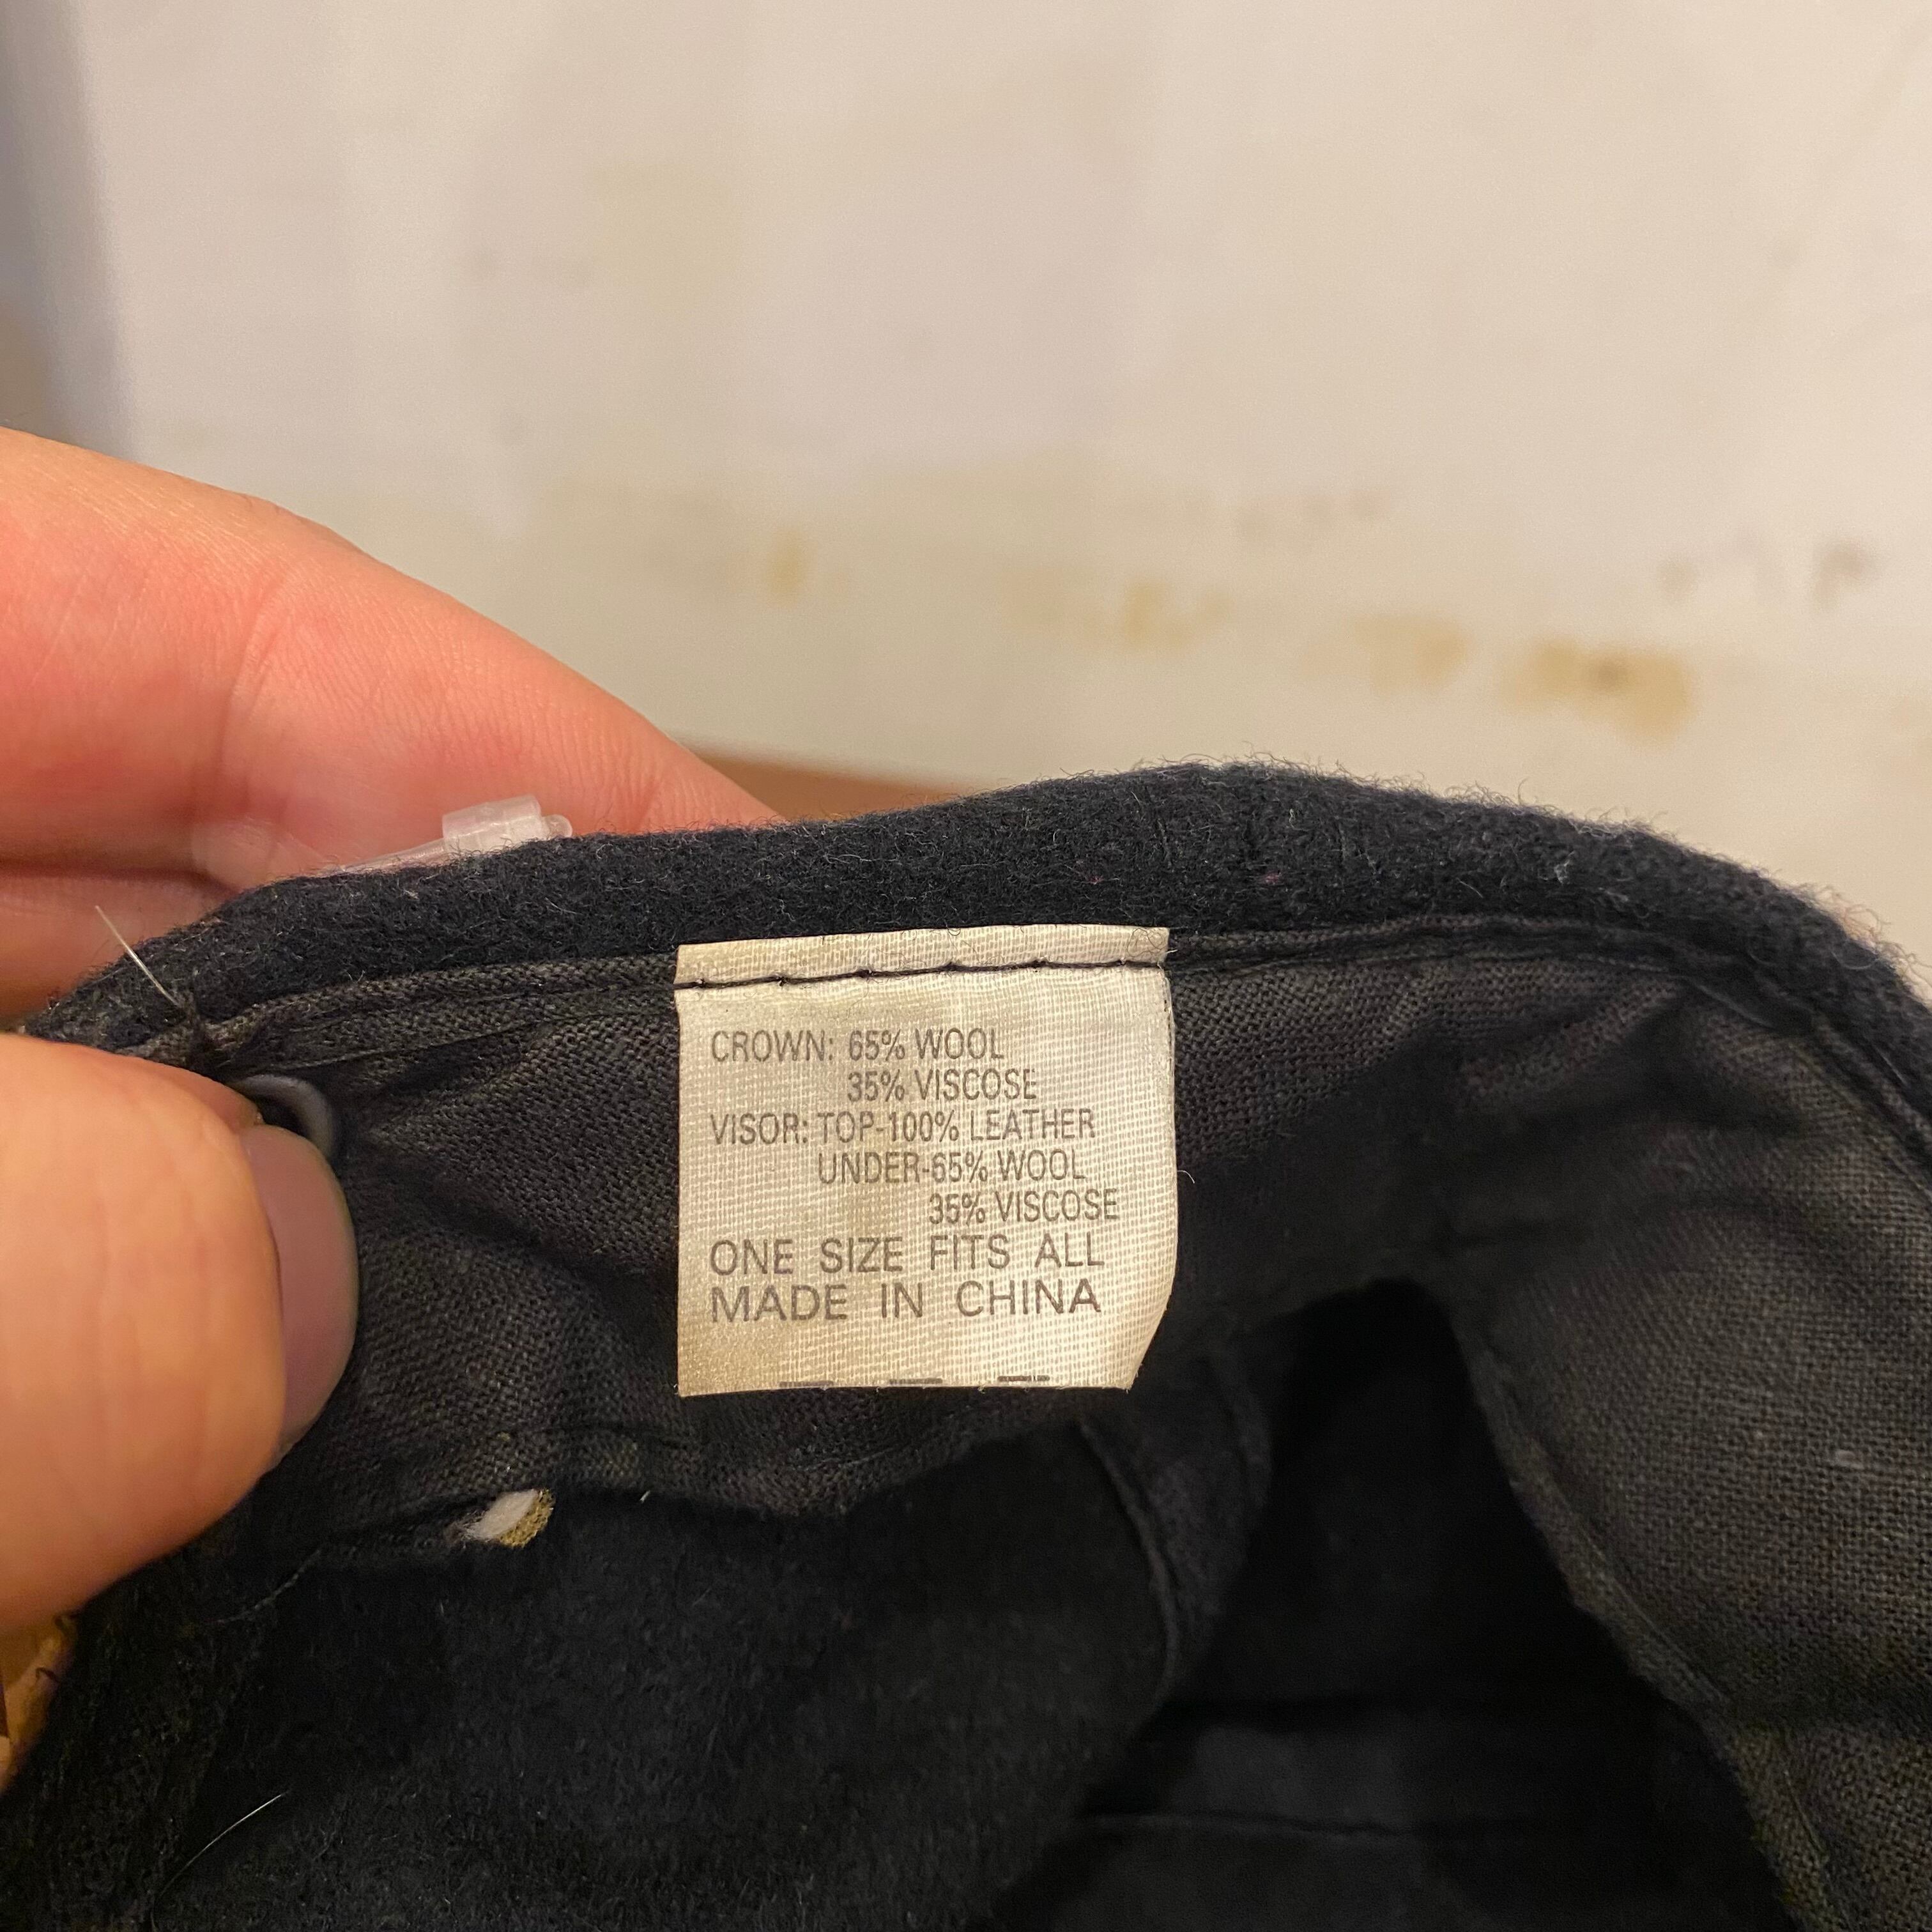 CROWN: 65% WOOL
35% VISCOSE
VISOR: TOP-100% LEATHER
UNDER-65% WOOL
35% VISCOSE
ONE SIZE FITS ALL
MADE IN CHINA